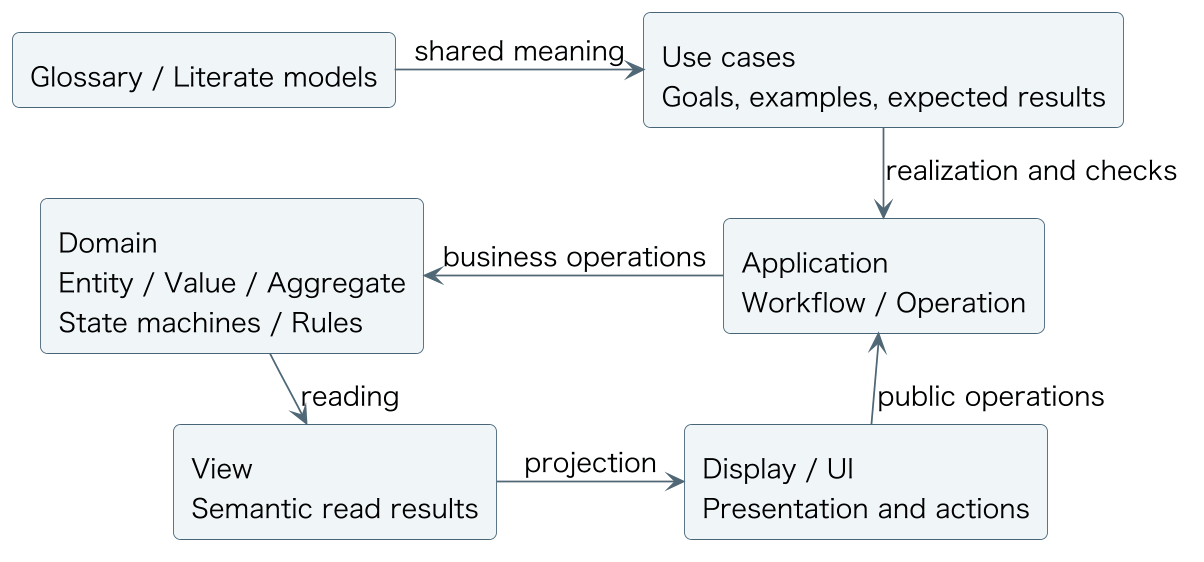 Glossary / Literate models
shared meaning
Use cases
Goals, examples, expected results
realization and checks
Domain
Entity / Value / Aggregate
State machines / Rules
business operations
Application
Workflow / Operation
reading
public operations
View
Semantic read results
projection
Display / UI
Presentation and actions